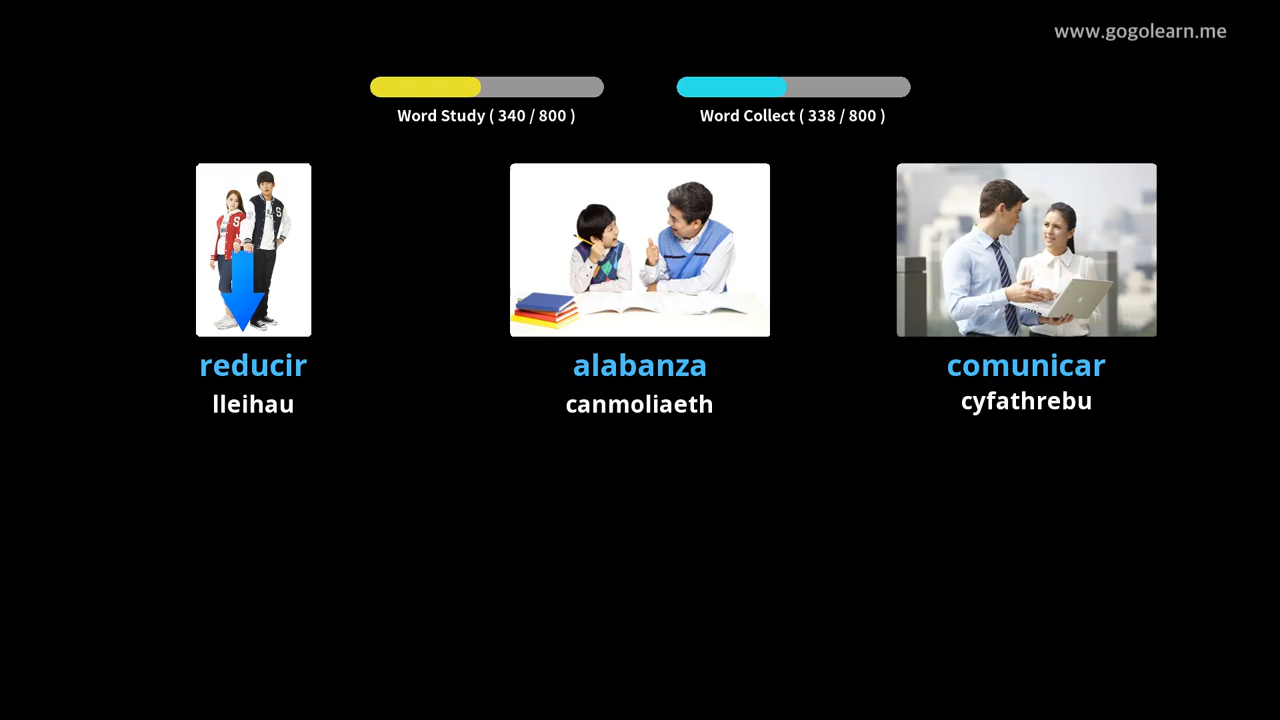 www.gogolearn.me
Word Study ( 340 / 800 )
Word Collect ( 338 / 800 )
S
S
reducir
alabanza
comunicar
lleihau
canmoliaeth
cyfathrebu